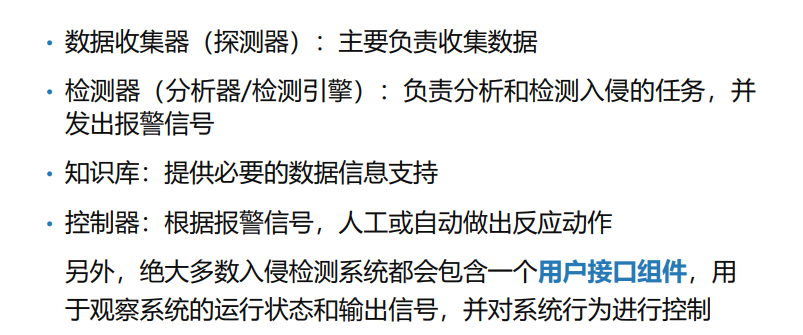 • 数据收集器（探测器）：主要负责收集数据
• 检测器（分析器/检测引擎）：负责分析和检测入侵的任务，并
发出报警信号
• 知识库：提供必要的数据信息支持
• 控制器：根据报警信号，人工或自动做出反应动作
另外，绝大多数入侵检测系统都会包含一个用户接口组件，用
于观察系统的运行状态和输出信号，并对系统行为进行控制